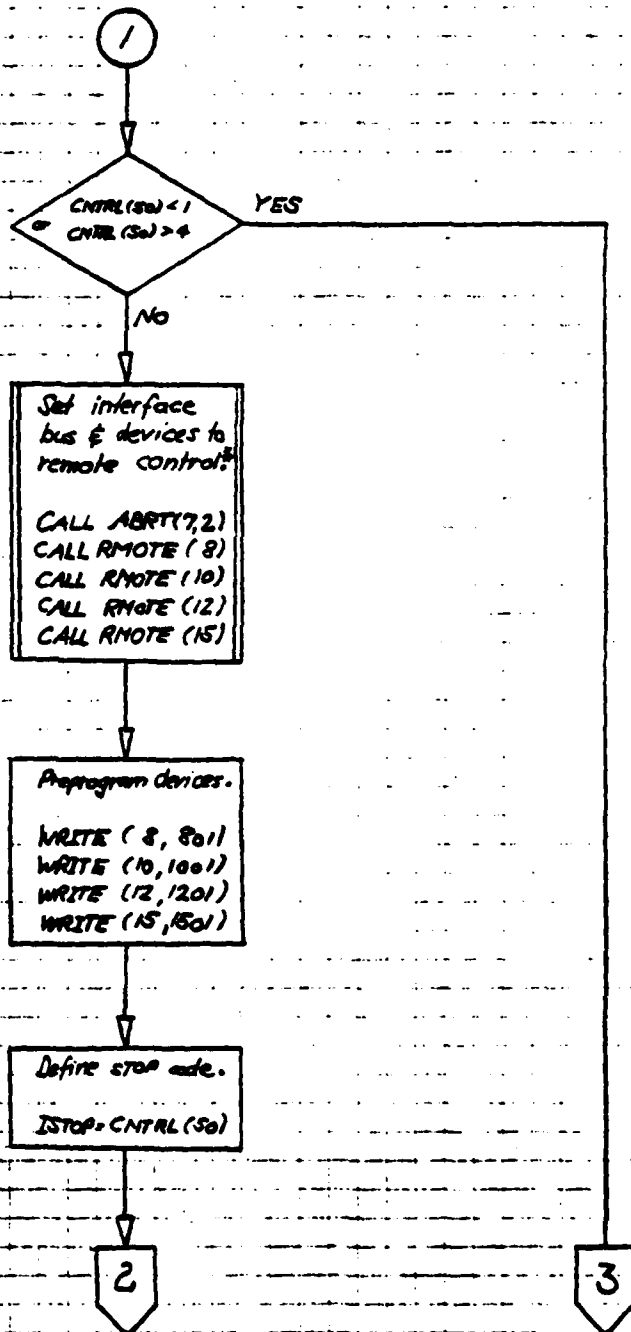 1
CNTRL(50) < 1
or CNTRL(50) > 4
YES
NO
Set interface
bus & devices to
remote control:
CALL ABRT(7,2)
CALL RMOTE (8)
CALL RMOTE (10)
CALL RMOTE (12)
CALL RMOTE (15)
Preprogram devices.
WRITE (8, 801)
WRITE (10,1001)
WRITE (12,1201)
WRITE (15,1501)
Define STOP code.
ISTOP=CNTRL(50)
2
3